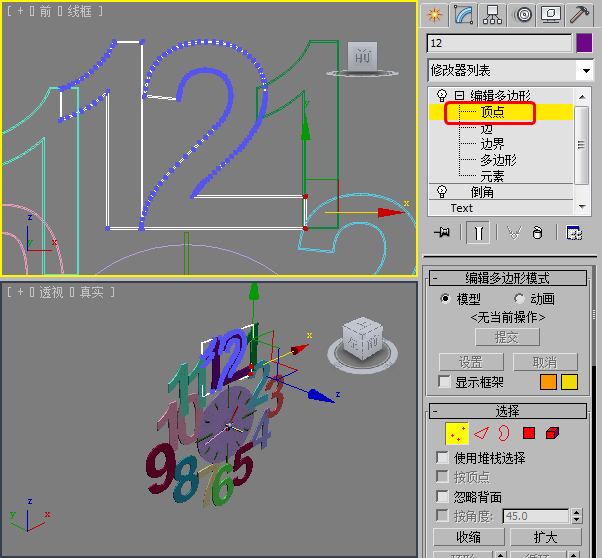 [ + ▯ 前 ▯ 线框 ]
前
y
x
z
y
x
[ + ▯ 透视 ▯ 真实 ]
前
x
z
z
y
x
12
修改器列表
编辑多边形
顶点
边
边界
多边形
元素
倒角
Text
编辑多边形模式
模型
动画
<无当前操作>
提交
设置
取消
显示框架
选择
使用堆栈选择
按顶点
忽略背面
按角度:
45.0
收缩
扩大